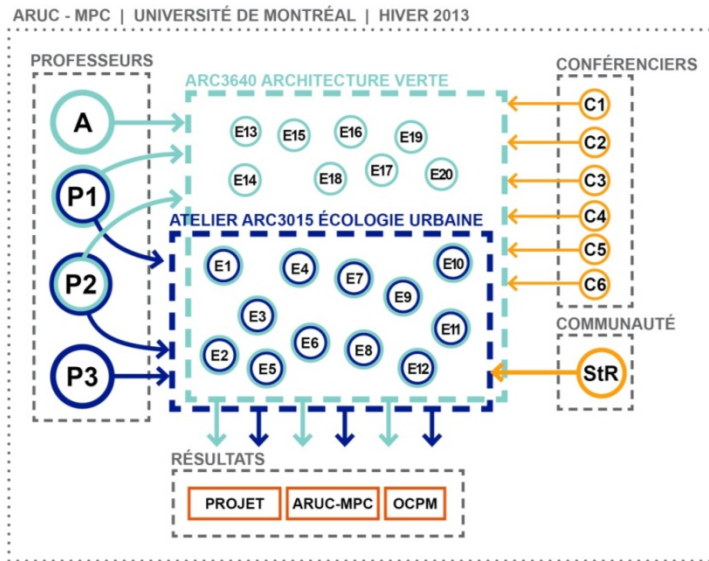 ARUC - MPC | UNIVERSITÉ DE MONTRÉAL | HIVER 2013
PROFESSEURS
A
P1
P2
P3
ARC3640 ARCHITECTURE VERTE
E13
E15
E16
E19
E14
E18
E17
E20
ATELIER ARC3015 ÉCOLOGIE URBAINE
E1
E4
E7
E10
E3
E9
E2
E6
E8
E11
E5
E12
CONFÉRENCIERS
C1
C2
C3
C4
C5
C6
COMMUNAUTÉ
StR
RÉSULTATS
PROJET
ARUC-MPC
OCPM